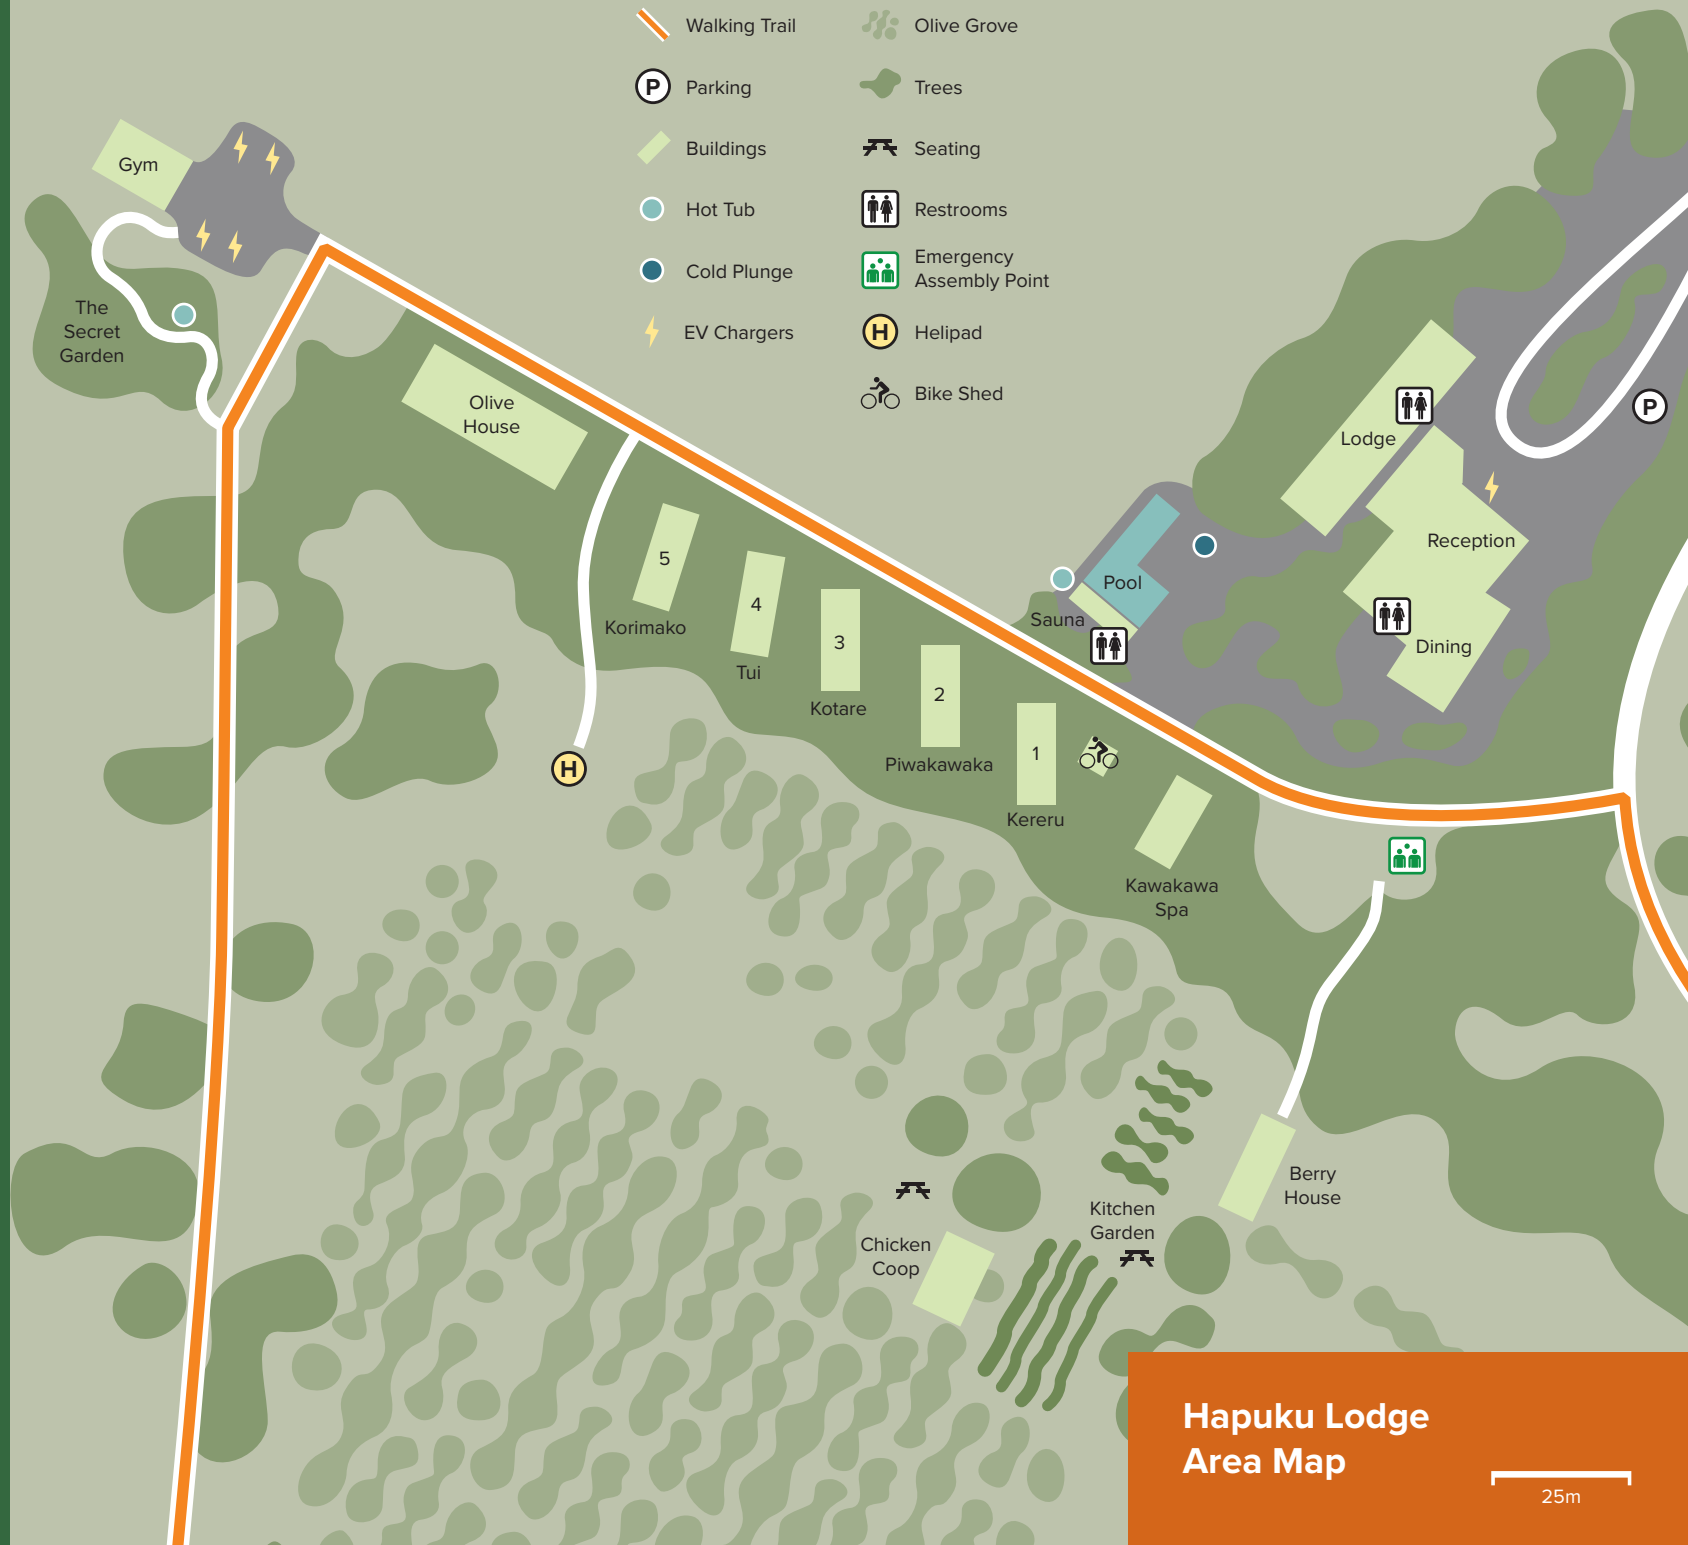 Walking Trail
Parking
Buildings
Hot Tub
Cold Plunge
EV Chargers
Olive Grove
Trees
Seating
Restrooms
Emergency
Assembly Point
Helipad
Bike Shed
P
H
Gym
The
Secret
Garden
Olive
House
5
Korimako
4
Tui
3
Kotare
2
Piwakawaka
1
Kereru
Kawakawa
Spa
H
Lodge
P
Reception
Dining
Pool
Sauna
Berry
House
Kitchen
Garden
Chicken
Coop
Hapuku Lodge
Area Map
25m